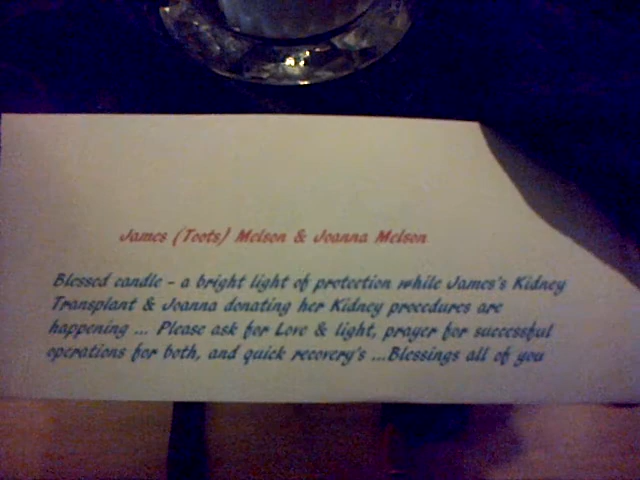 James (Toots) Melson & Joanna Melson
Blessed candle - a bright light of protection while James's Kidney
Transplant & Joanna donating her Kidney procedures are
happening ... Please ask for Love & light, prayer for successful
operations for both, and quick recovery's ...Blessings all of you